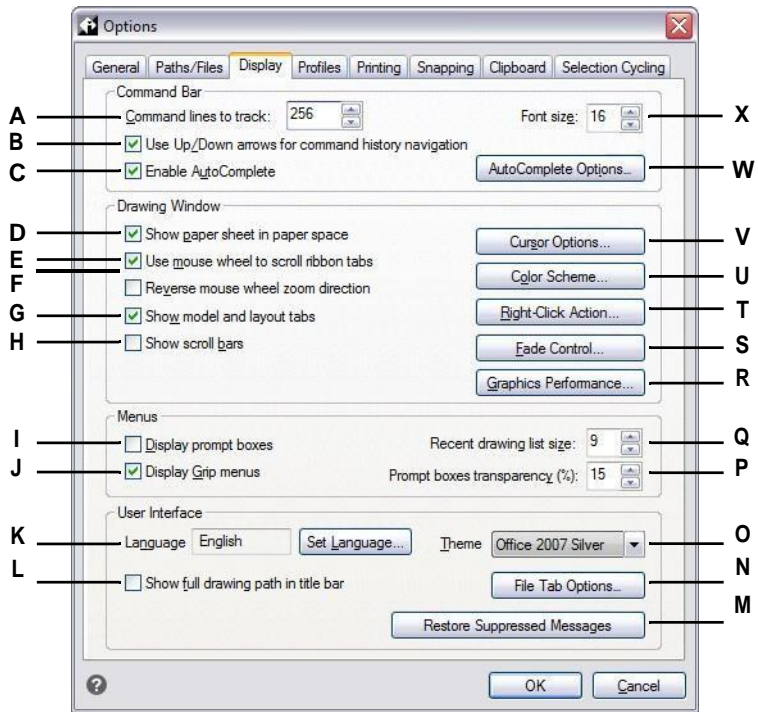 Options
General Paths/Files Display Profiles Printing Snapping Clipboard Selection Cycling
Command Bar
A Command lines to track: 256 Font size: 16 X
B Use Up/Down arrows for command history navigation
C Enable AutoComplete AutoComplete Options... W
Drawing Window
D Show paper sheet in paper space Cursor Options... V
E Use mouse wheel to scroll ribbon tabs Color Scheme... U
F Reverse mouse wheel zoom direction
G Show model and layout tabs Right-Click Action... T
H Show scroll bars Fade Control... S
Graphics Performance... R
Menus
I Display prompt boxes Recent drawing list size: 9 Q
J Display Grip menus Prompt boxes transparency (%): 15 P
User Interface
K Language English Set Language... Theme Office 2007 Silver O
L Show full drawing path in title bar File Tab Options... N
Restore Suppressed Messages M
? OK Cancel